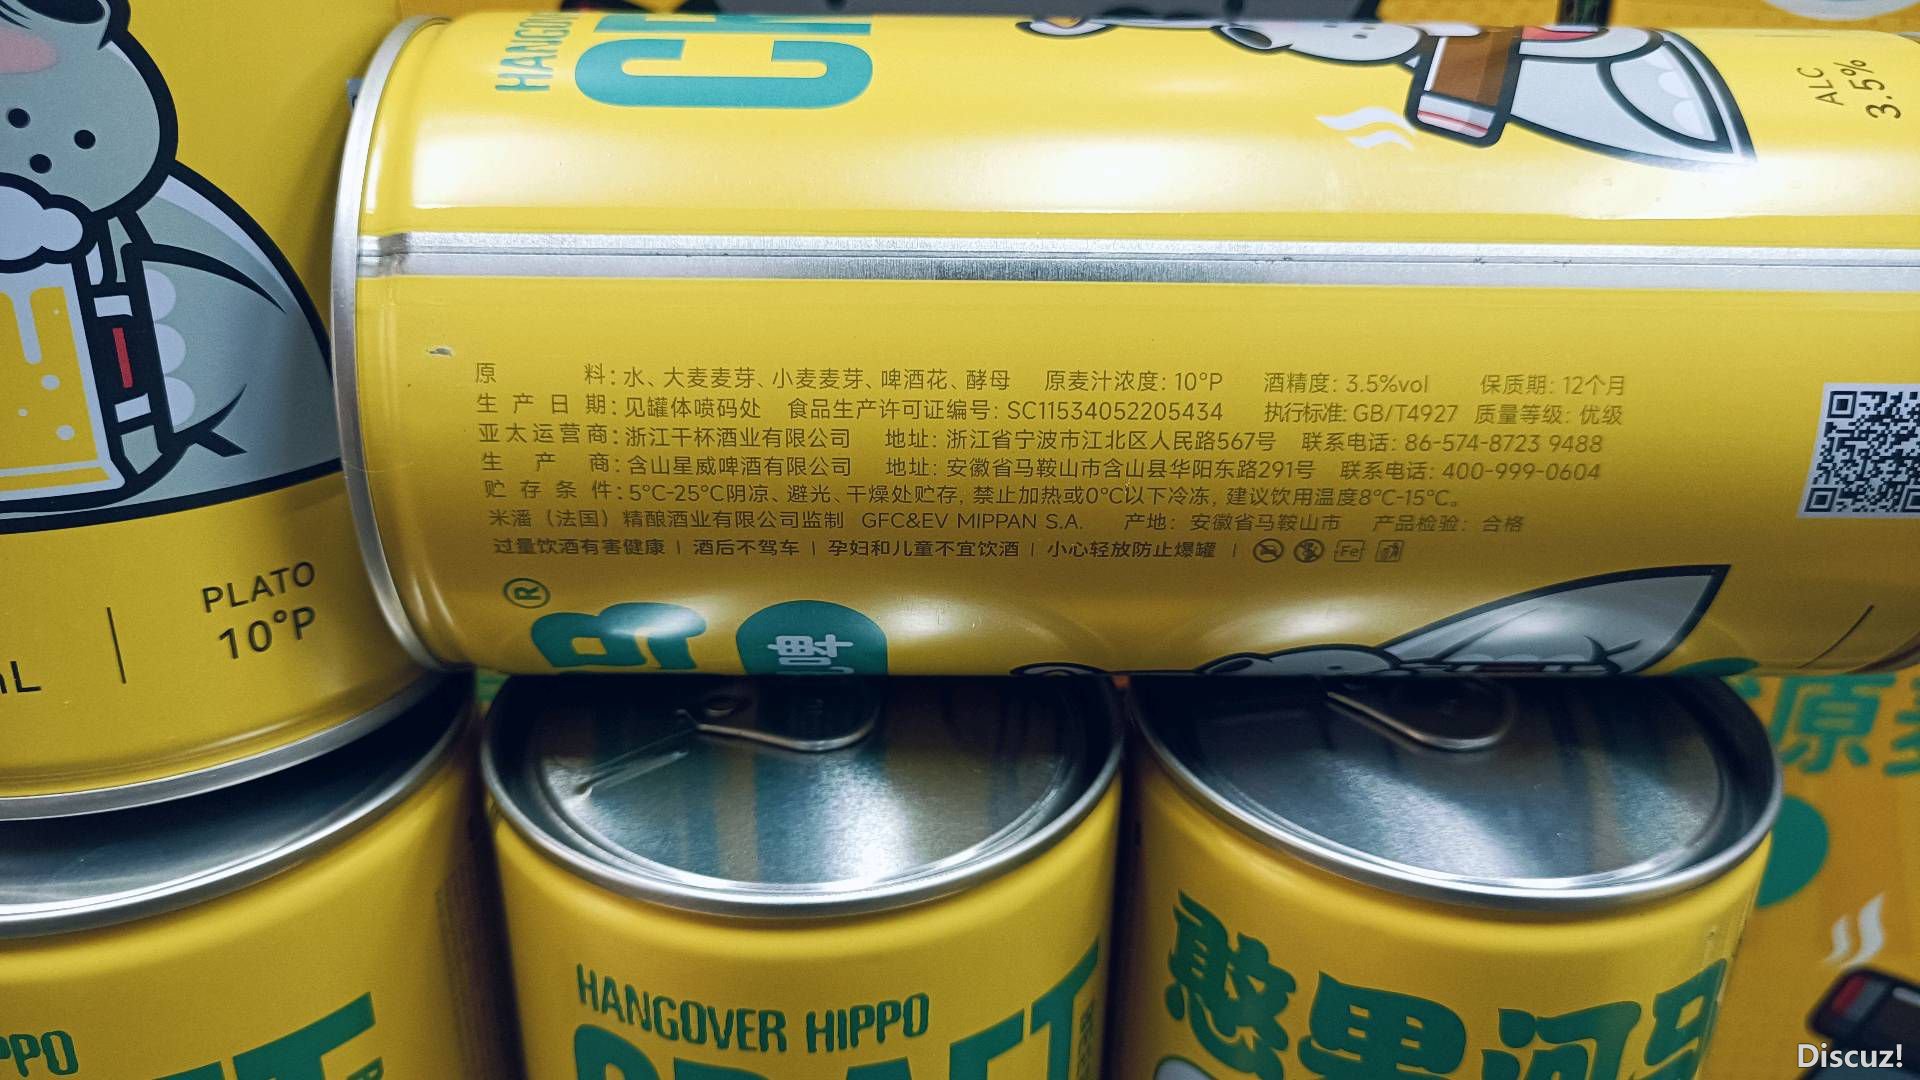 HANGOVER
CR
ALC
3.5%
原料：水、大麦麦芽、小麦麦芽、啤酒花、酵母 原麦汁浓度：10°P 酒精度：3.5%vol 保质期：12个月
生产日期：见罐体喷码处 食品生产许可证编号：SC11534052205434 执行标准：GB/T4927 质量等级：优级
亚太运营商：浙江干杯酒业有限公司 地址：浙江省宁波市江北区人民路567号 联系电话：86-574-8723 9488
生产商：含山星威啤酒有限公司 地址：安徽省马鞍山市含山县华阳东路291号 联系电话：400-999-0604
贮存条件：5°C-25°C阴凉、避光、干燥处贮存，禁止加热或0°C以下冷冻，建议饮用温度8°C-15°C。
米潘（法国）精酿酒业有限公司监制 GFC&EV MIPPAN S.A. 产地：安徽省马鞍山市 产品检验：合格
过量饮酒有害健康 | 酒后不驾车 | 孕妇和儿童不宜饮酒 | 小心轻放防止爆罐 | Fe
®
啤
PLATO
10°P
mL
原麦
HANGOVER HIPPO
CRAFT
憨黑河马
PPO
FT
Discuz!